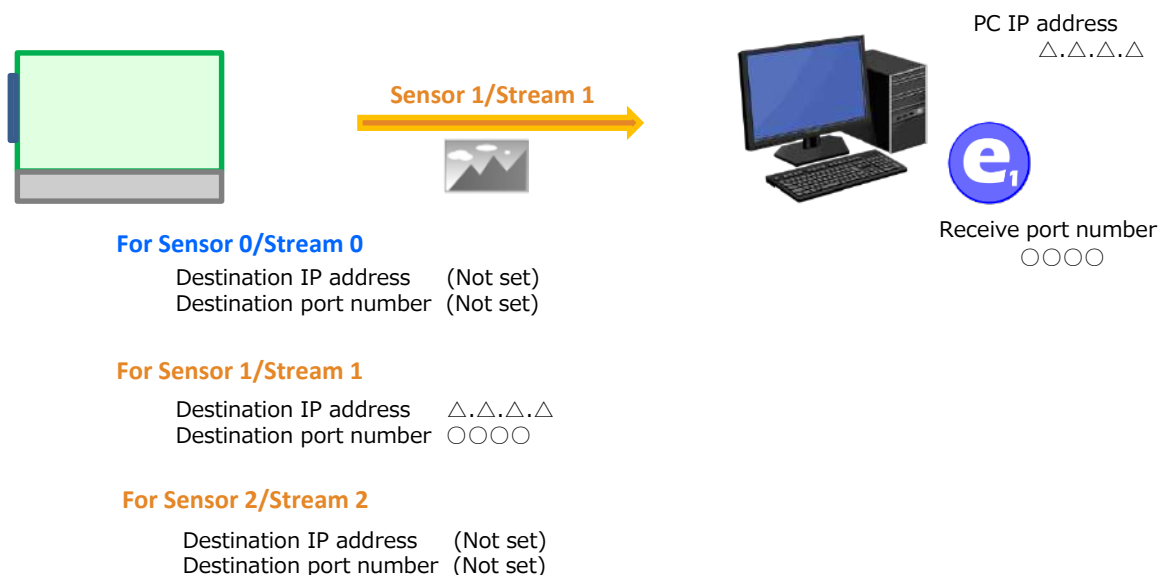 PC IP address
△.△.△.△
Sensor 1/Stream 1
e1
Receive port number
○○○○
For Sensor 0/Stream 0
Destination IP address (Not set)
Destination port number (Not set)
For Sensor 1/Stream 1
Destination IP address △.△.△.△
Destination port number ○○○○
For Sensor 2/Stream 2
Destination IP address (Not set)
Destination port number (Not set)